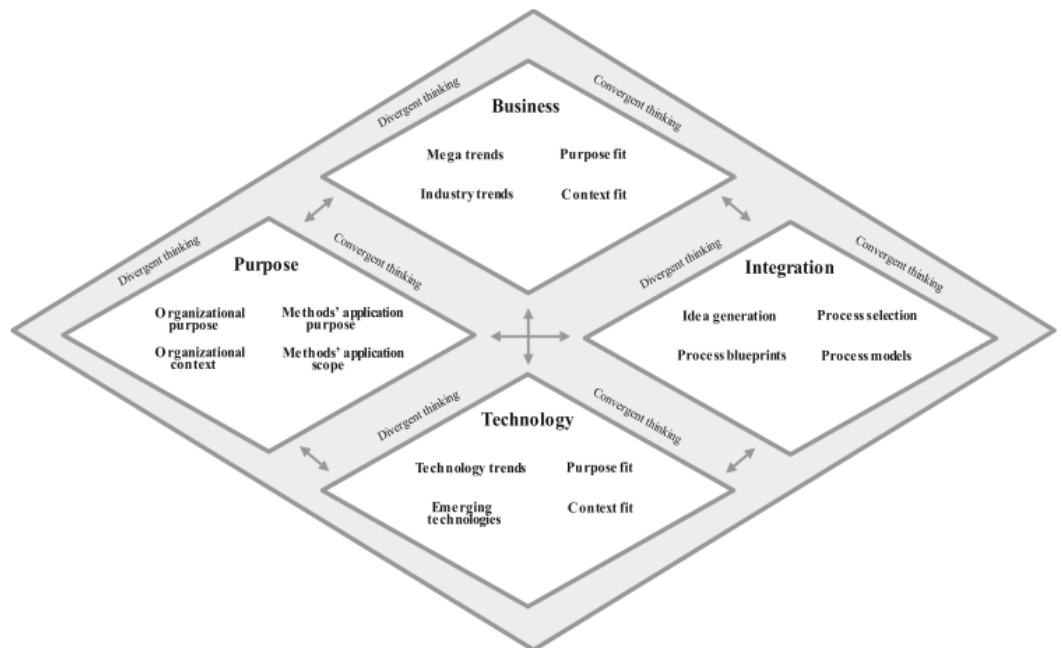 Divergent thinking
Convergent thinking
Business
Mega trends
Purpose fit
Industry trends
Context fit
Divergent thinking
Convergent thinking
Purpose
Organizational
purpose
Methods’ application
purpose
Organizational
context
Methods’ application
scope
Divergent thinking
Convergent thinking
Integration
Idea generation
Process selection
Process blueprints
Process models
Divergent thinking
Convergent thinking
Technology
Technology trends
Purpose fit
Emerging
technologies
Context fit